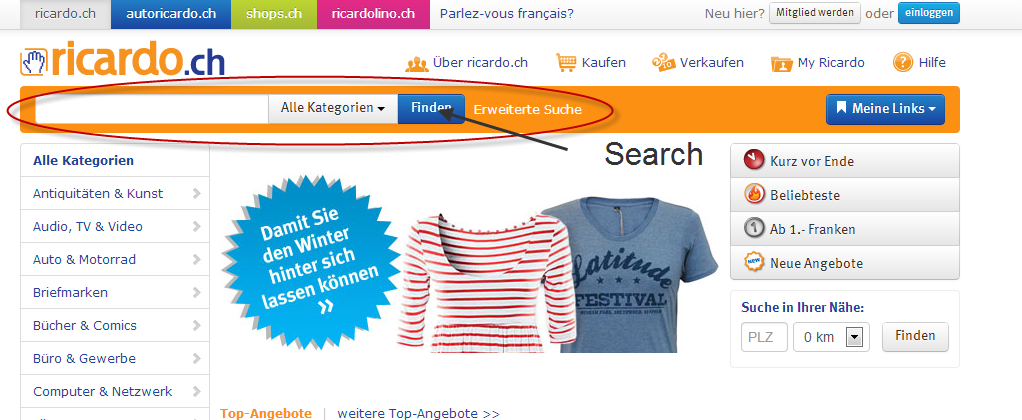 ricardo.ch autoricardo.ch shops.ch ricardolino.ch Parlez-vous français? Neu hier? Mitglied werden oder einloggen
ricardo.ch Über ricardo.ch Kaufen Verkaufen My Ricardo Hilfe
Alle Kategorien Finden Erweiterte Suche Meine Links
Search
Alle Kategorien
Antiquitäten & Kunst
Audio, TV & Video
Auto & Motorrad
Briefmarken
Bücher & Comics
Büro & Gewerbe
Computer & Netzwerk
Damit Sie
den Winter
hinter sich
lassen können
»
Latitude
FESTIVAL
Kurz vor Ende
Beliebteste
1 Ab 1.- Franken
NEW Neue Angebote
Suche in Ihrer Nähe:
PLZ 0 km Finden
Top-Angebote | weitere Top-Angebote >>